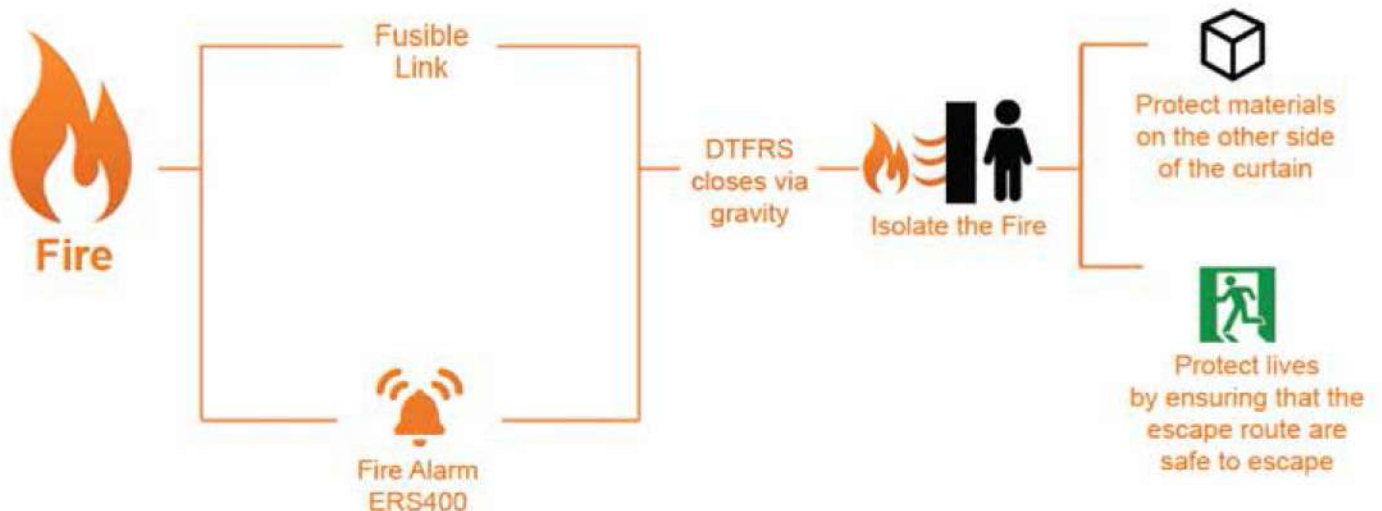 Fire
Fusible
Link
Fire Alarm
ERS400
DTFRS
closes via
gravity
Isolate the Fire
Protect materials
on the other side
of the curtain
Protect lives
by ensuring that the
escape route are
safe to escape